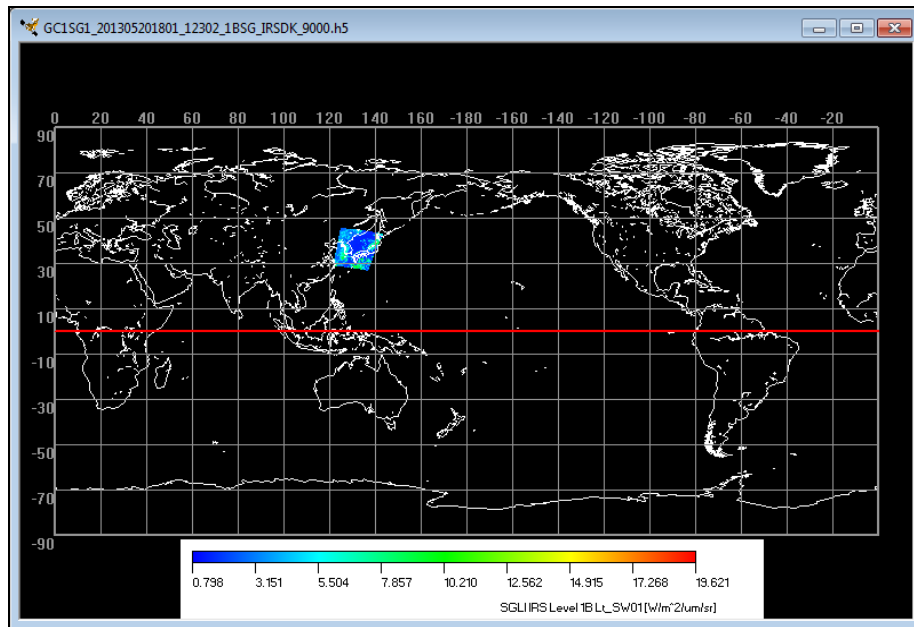 GC1SG1_201305201801_12302_1BSG_IRSDK_9000.h5
0 20 40 60 80 100 120 140 160 -180 -160 -140 -120 -100 -80 -60 -40 -20
90
70
50
30
10
-10
-30
-50
-70
-90
0.798 3.151 5.504 7.857 10.210 12.562 14.915 17.268 19.621
SGLI IRS Level 1B Lt_SW01[W/m^2/um/sr]